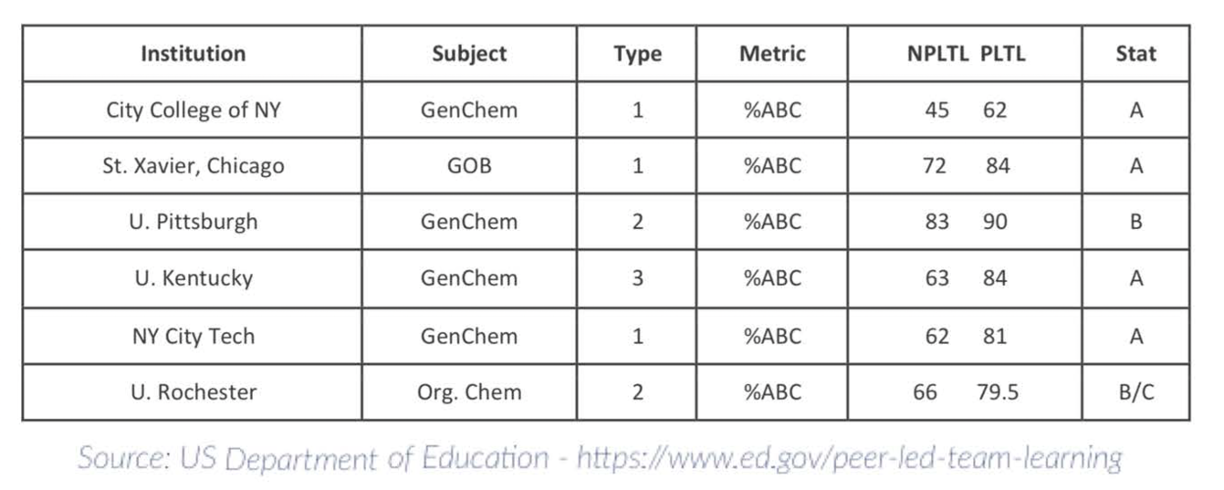 Institution Subject Type Metric NPLTL PLTL Stat
City College of NY GenChem 1 %ABC 45 62 A
St. Xavier, Chicago GOB 1 %ABC 72 84 A
U. Pittsburgh GenChem 2 %ABC 83 90 B
U. Kentucky GenChem 3 %ABC 63 84 A
NY City Tech GenChem 1 %ABC 62 81 A
U. Rochester Org. Chem 2 %ABC 66 79.5 B/C
Source: US Department of Education - https://www.ed.gov/peer-led-team-learning